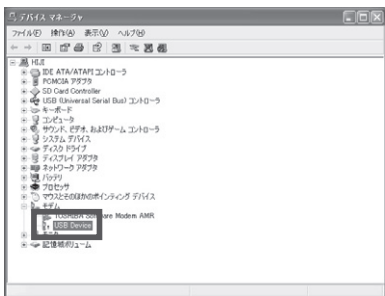 デバイス マネージャ
ファイル(F) 操作(A) 表示(V) ヘルプ(H)
HIJI
IDE ATA/ATAPI コントローラ
PCMCIA アダプタ
SD Card Controller
USB (Universal Serial Bus) コントローラ
キーボード
コンピュータ
サウンド、ビデオ、およびゲーム コントローラ
システム デバイス
ディスク ドライブ
ディスプレイ アダプタ
ネットワーク アダプタ
バッテリ
プロセッサ
マウスとそのほかのポインティング デバイス
モデム
TOSHIBA Software Modem AMR
USB Device
記憶域ボリューム